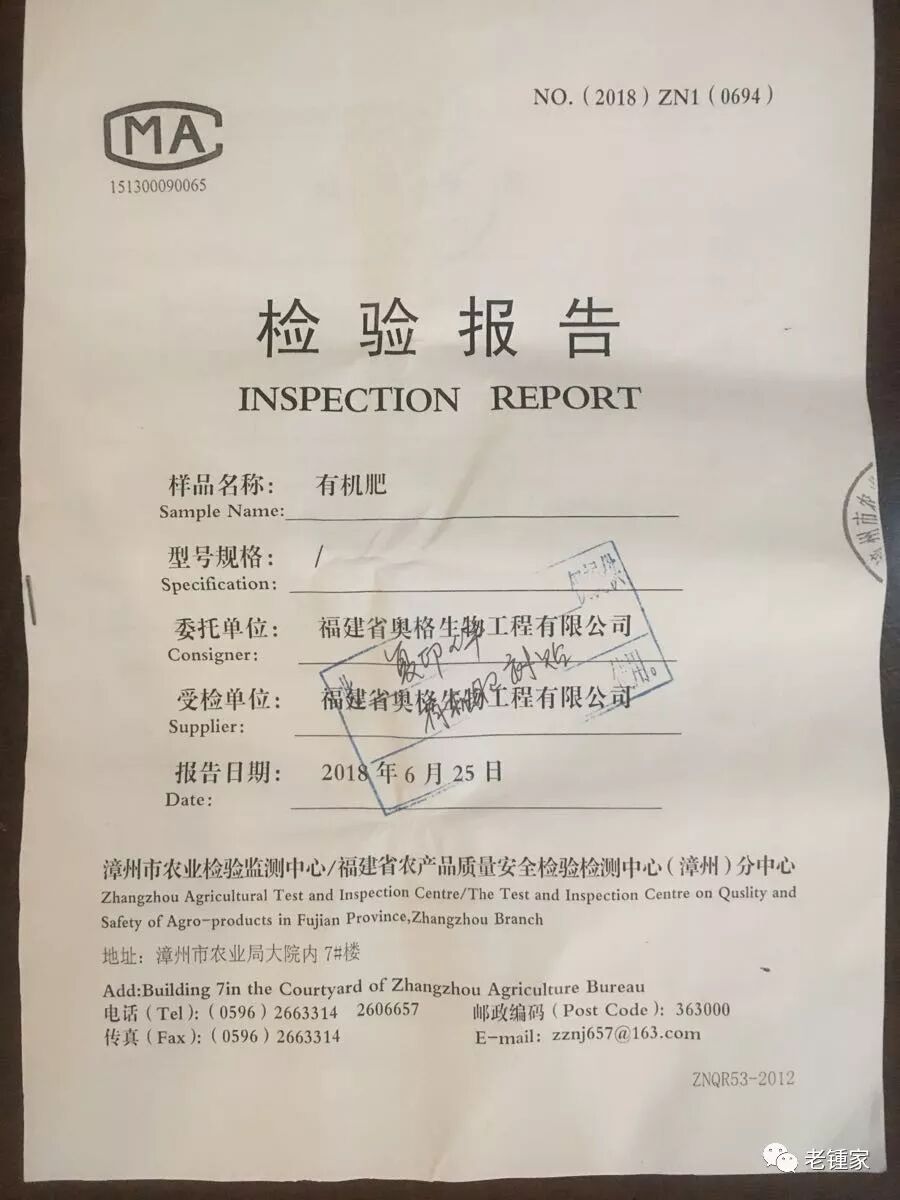 NO.(2018)ZN1(0694)
MA
151300090065
检验报告
INSPECTION REPORT
样品名称: 有机肥
Sample Name:
型号规格: /
Specification:
委托单位: 福建省奥格生物工程有限公司
Consigner:
复印件
受检单位: 福建省奥格生物工程有限公司
Supplier:
报告日期: 2018年6月25日
Date:
漳州市农业检验监测中心/福建省农产品质量安全检验检测中心(漳州)分中心
Zhangzhou Agricultural Test and Inspection Centre/The Test and Inspection Centre on Quslity and
Safety of Agro-products in Fujian Province,Zhangzhou Branch
地址: 漳州市农业局大院内 7#楼
Add:Building 7in the Courtyard of Zhangzhou Agriculture Bureau
电话(Tel):(0596)2663314 2606657 邮政编码(Post Code): 363000
传真(Fax):(0596)2663314 E-mail: zznj657@163.com
ZNQR53-2012
老锺家